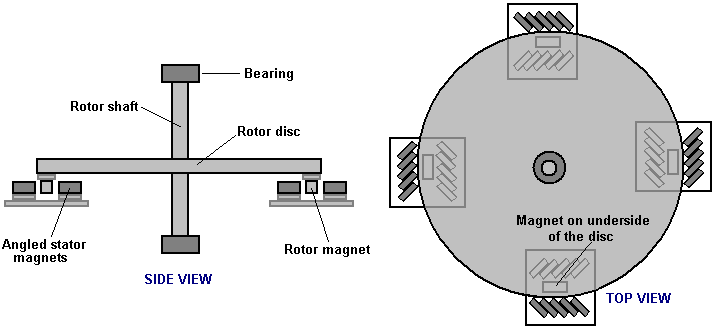 Bearing
Rotor shaft
Rotor disc
Angled stator
magnets
Rotor magnet
SIDE VIEW
Magnet on underside
of the disc
TOP VIEW